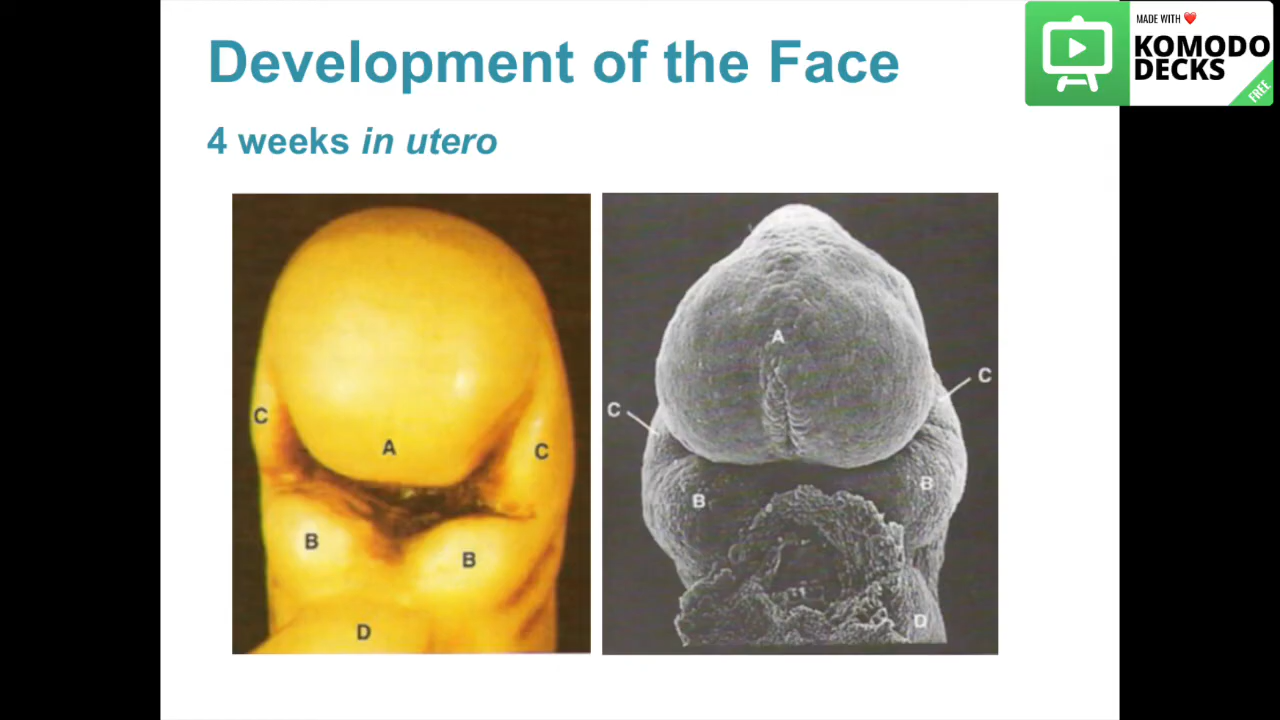 Development of the Face
4 weeks in utero
MADE WITH ❤️
KOMODO
DECKS
FREE
C
A
C
B
B
D
A
C
C
B
B
D